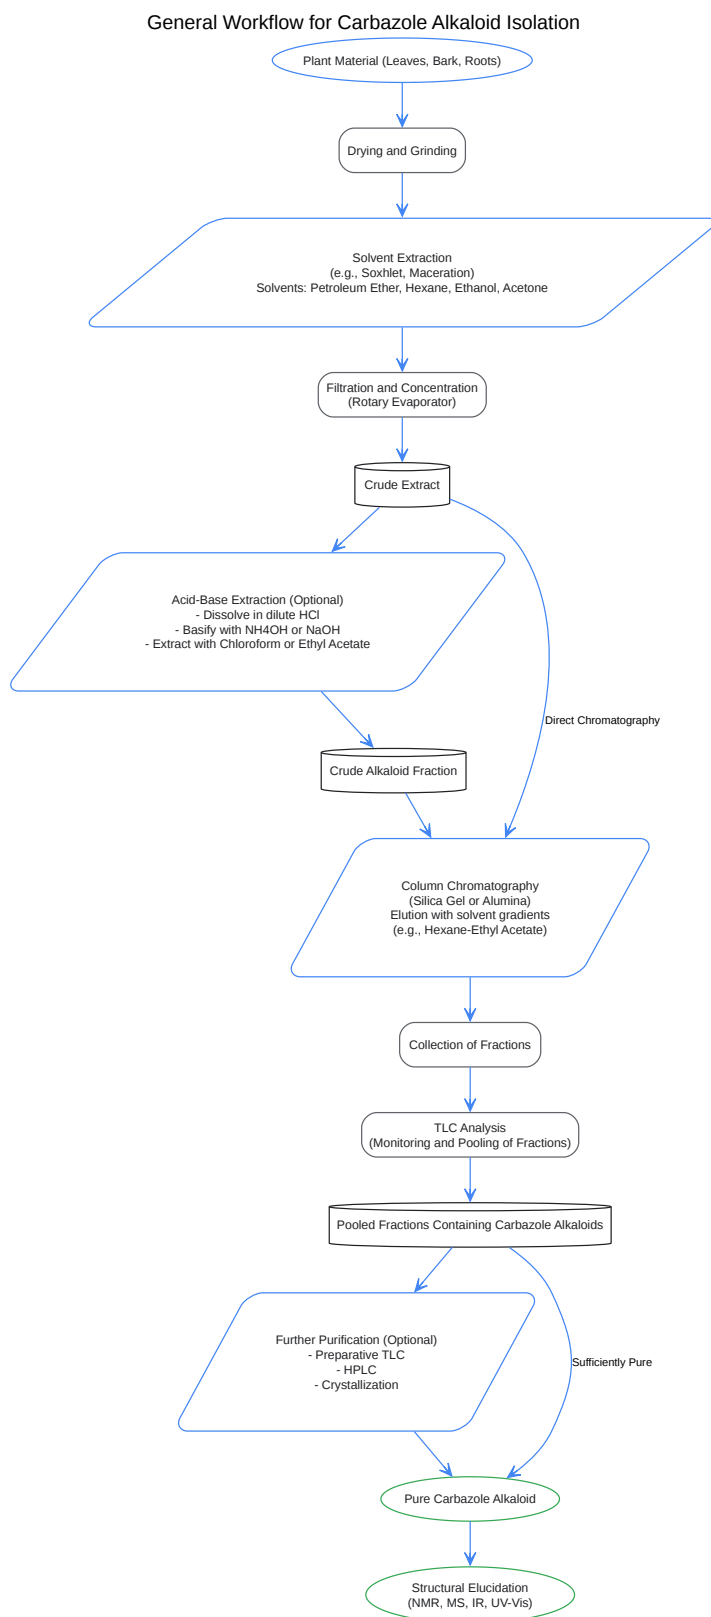 General Workflow for Carbazole Alkaloid Isolation
Plant Material (Leaves, Bark, Roots)
Drying and Grinding
Solvent Extraction
(e.g., Soxhlet, Maceration)
Solvents: Petroleum Ether, Hexane, Ethanol, Acetone
Filtration and Concentration
(Rotary Evaporator)
Crude Extract
Acid-Base Extraction (Optional)
- Dissolve in dilute HCl
- Basify with NH4OH or NaOH
- Extract with Chloroform or Ethyl Acetate
Direct Chromatography
Crude Alkaloid Fraction
Column Chromatography
(Silica Gel or Alumina)
Elution with solvent gradients
(e.g., Hexane-Ethyl Acetate)
Collection of Fractions
TLC Analysis
(Monitoring and Pooling of Fractions)
Pooled Fractions Containing Carbazole Alkaloids
Further Purification (Optional)
- Preparative TLC
- HPLC
- Crystallization
Sufficiently Pure
Pure Carbazole Alkaloid
Structural Elucidation
(NMR, MS, IR, UV-Vis)